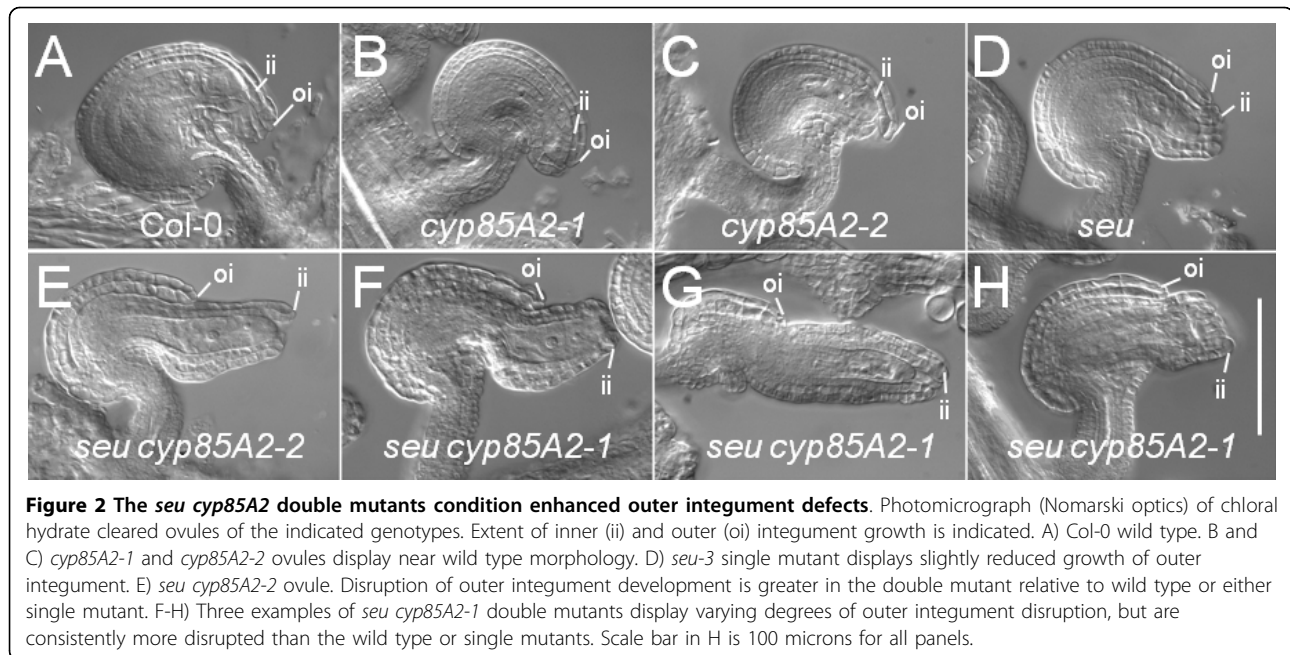 A
ii
oi
Col-0
B
ii
oi
cyp85A2-1
C
ii
oi
cyp85A2-2
D
oi
ii
seu
E
oi
ii
seu cyp85A2-2
F
oi
ii
seu cyp85A2-1
G
oi
ii
seu cyp85A2-1
H
oi
ii
seu cyp85A2-1
Figure 2 The seu cyp85A2 double mutants condition enhanced outer integument defects. Photomicrograph (Nomarski optics) of chloral
hydrate cleared ovules of the indicated genotypes. Extent of inner (ii) and outer (oi) integument growth is indicated. A) Col-0 wild type. B and
C) cyp85A2-1 and cyp85A2-2 ovules display near wild type morphology. D) seu-3 single mutant displays slightly reduced growth of outer
integument. E) seu cyp85A2-2 ovule. Disruption of outer integument development is greater in the double mutant relative to wild type or either
single mutant. F-H) Three examples of seu cyp85A2-1 double mutants display varying degrees of outer integument disruption, but are
consistently more disrupted than the wild type or single mutants. Scale bar in H is 100 microns for all panels.